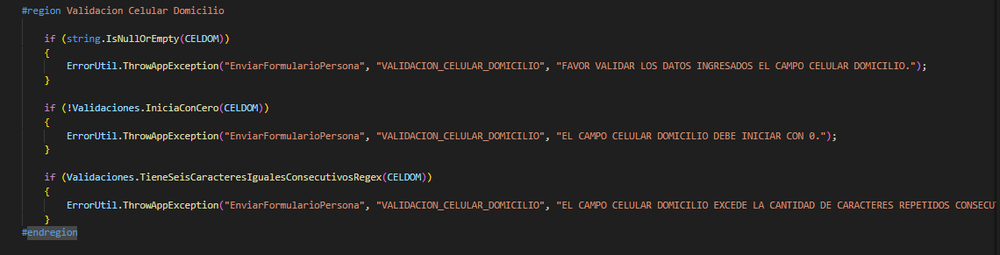 #region Validacion Celular Domicilio
if (string.IsNullOrEmpty(CELDOM))
{
ErrorUtil.ThrowAppException("EnviarFormularioPersona", "VALIDACION_CELULAR_DOMICILIO", "FAVOR VALIDAR LOS DATOS INGRESADOS EL CAMPO CELULAR DOMICILIO.");
}
if (!Validaciones.IniciaConCero(CELDOM))
{
ErrorUtil.ThrowAppException("EnviarFormularioPersona", "VALIDACION_CELULAR_DOMICILIO", "EL CAMPO CELULAR DOMICILIO DEBE INICIAR CON 0.");
}
if (Validaciones.TieneSeisCaracteresIgualesConsecutivosRegex(CELDOM))
{
ErrorUtil.ThrowAppException("EnviarFormularioPersona", "VALIDACION_CELULAR_DOMICILIO", "EL CAMPO CELULAR DOMICILIO EXCEDE LA CANTIDAD DE CARACTERES REPETIDOS CONSECUT
}
#endregion